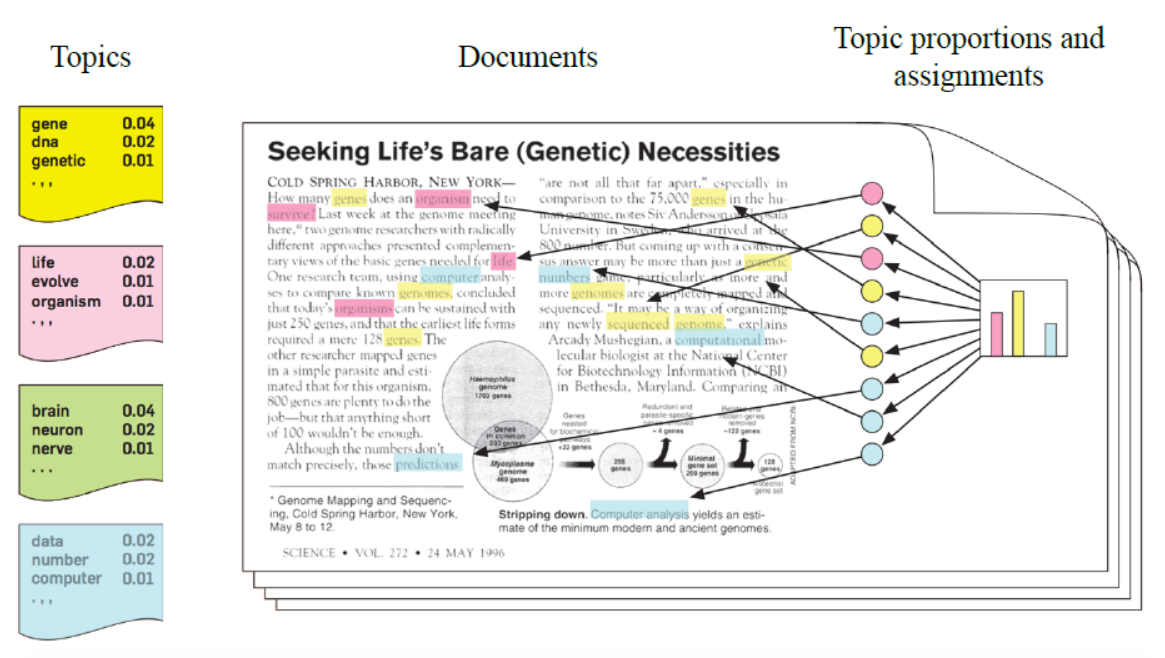 Topics
Documents
Topic proportions and
assignments
gene 0.04
dna 0.02
genetic 0.01
...
life 0.02
evolve 0.01
organism 0.01
...
brain 0.04
neuron 0.02
nerve 0.01
...
data 0.02
number 0.02
computer 0.01
...
Seeking Life's Bare (Genetic) Necessities
COLD SPRING HARBOR, NEW YORK—
How many genes does an organism need to
survive? Last week at the genome meeting
here,* two genome researchers with radically
different approaches presented complemen-
tary views of the basic genes needed for life.
One research team, using computer analy-
ses to compare known genomes, concluded
that today's organisms can be sustained with
just 250 genes, and that the earliest life forms
required a mere 128 genes. The
other researcher mapped genes
in a simple parasite and esti-
mated that for this organism,
800 genes are plenty to do the
job—but that anything short
of 100 wouldn't be enough.
Although the numbers don't
match precisely, those predictions
* Genome Mapping and Sequenc-
ing, Cold Spring Harbor, New York,
May 8 to 12.
"are not all that far apart," especially in
comparison to the 75,000 genes in the hu-
man genome, notes Siv Andersson of
University in Sweden, who arrived at the
800 number. But coming up with a consen-
sus answer may be more than just a genetic
numbers game, particularly as more and
more genomes are completely mapped and
sequenced. "It may be a way of organizing
any newly sequenced genome," explains
Arcady Mushegian, a computational mo-
lecular biologist at the National Center
for Biotechnology Information (NCBI)
in Bethesda, Maryland. Comparing an
Haemophilus
genome
1703 genes
Genes
in common
233 genes
Mycoplasma
genome
469 genes
Genes
needed
for biochemical
pathways
+22 genes
256
genes
Redundant and
parasite-specific
genes removed
– 4 genes
Minimal
gene set
250 genes
Related and
modern genes
removed
–122 genes
128
genes
Ancestral
gene set
ADAPTED FROM NCBI
Stripping down. Computer analysis yields an esti-
mate of the minimum modern and ancient genomes.
SCIENCE • VOL. 272 • 24 MAY 1996